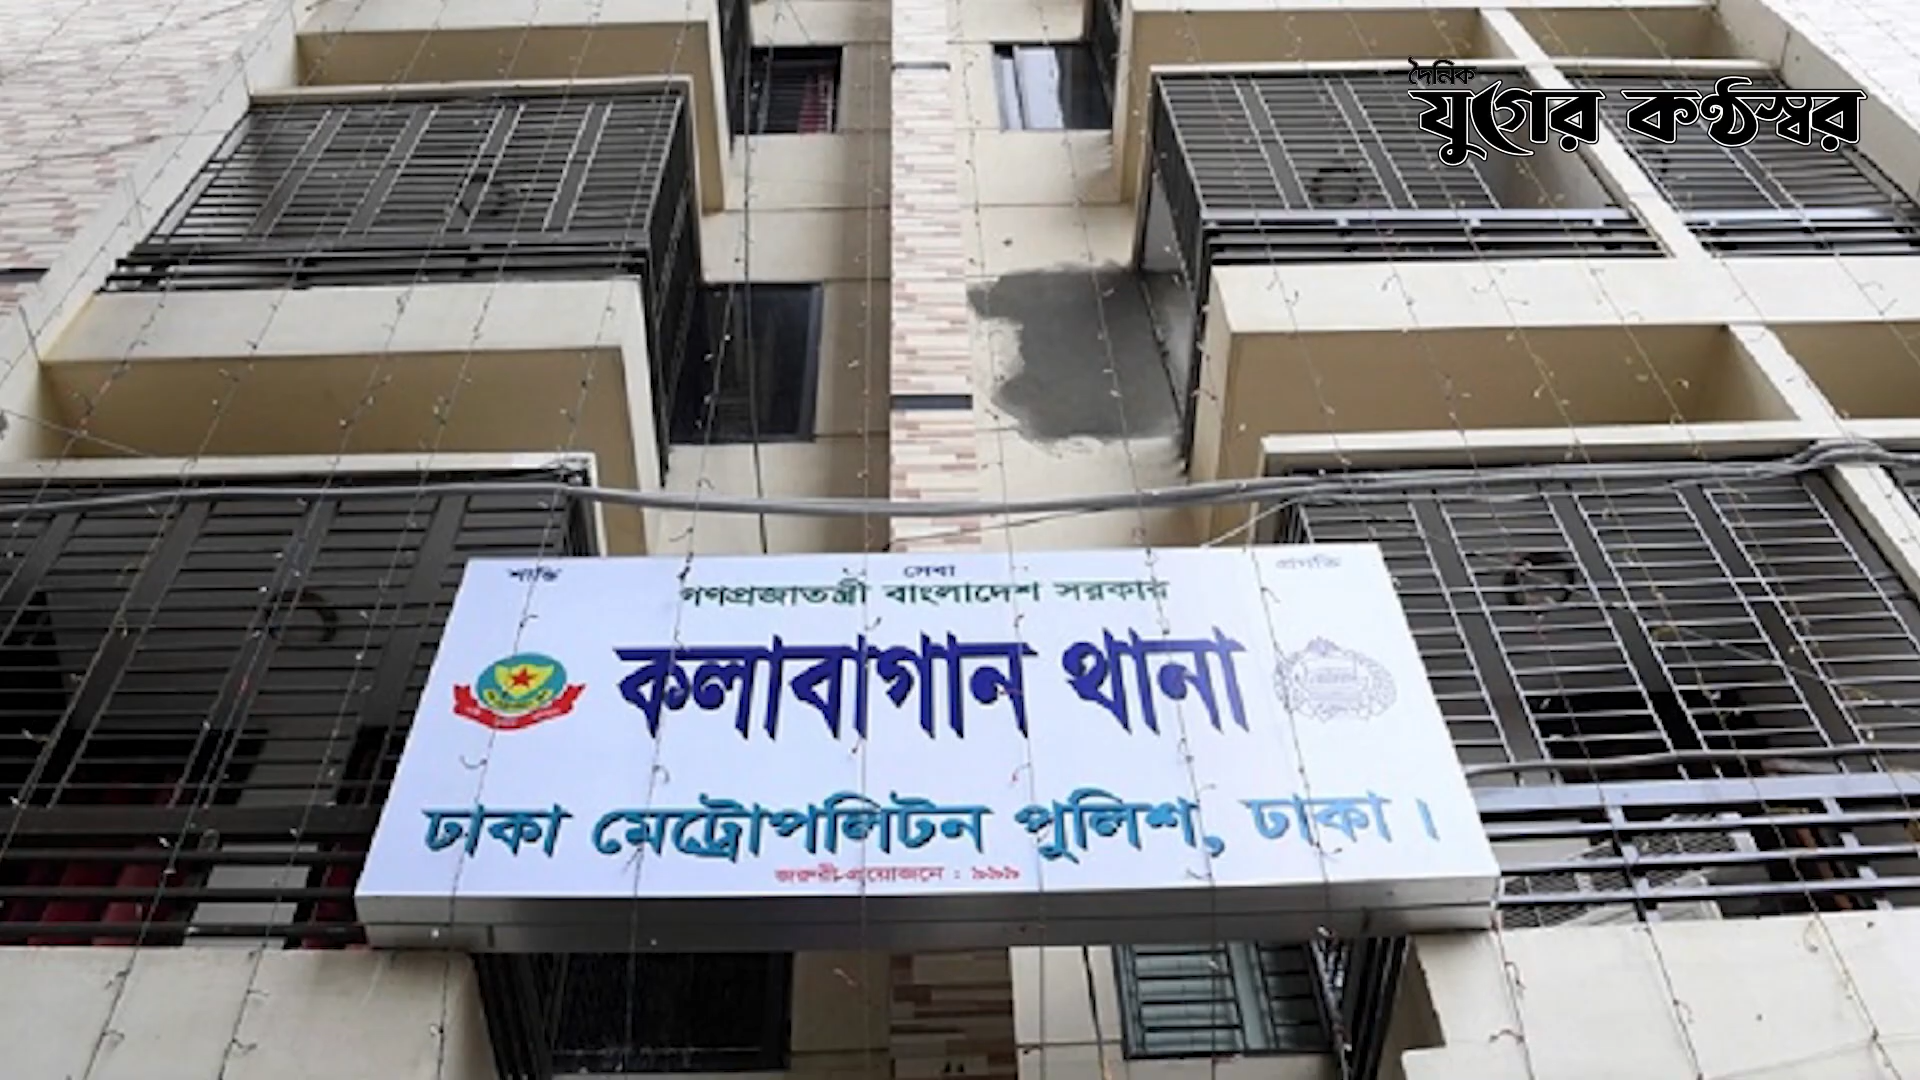 দৈনিক
যুগের কণ্ঠস্বর
শান্তি সেবা প্রগতি
গণপ্রজাতন্ত্রী বাংলাদেশ সরকার
কলাবাগান থানা
ঢাকা মেট্রোপলিটন পুলিশ, ঢাকা।
জরুরী প্রয়োজনে : ৯৯৯